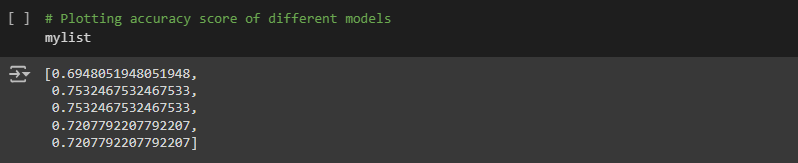 [ ] # Plotting accuracy score of different models
mylist
[0.6948051948051948,
0.7532467532467533,
0.7532467532467533,
0.7207792207792207,
0.7207792207792207]